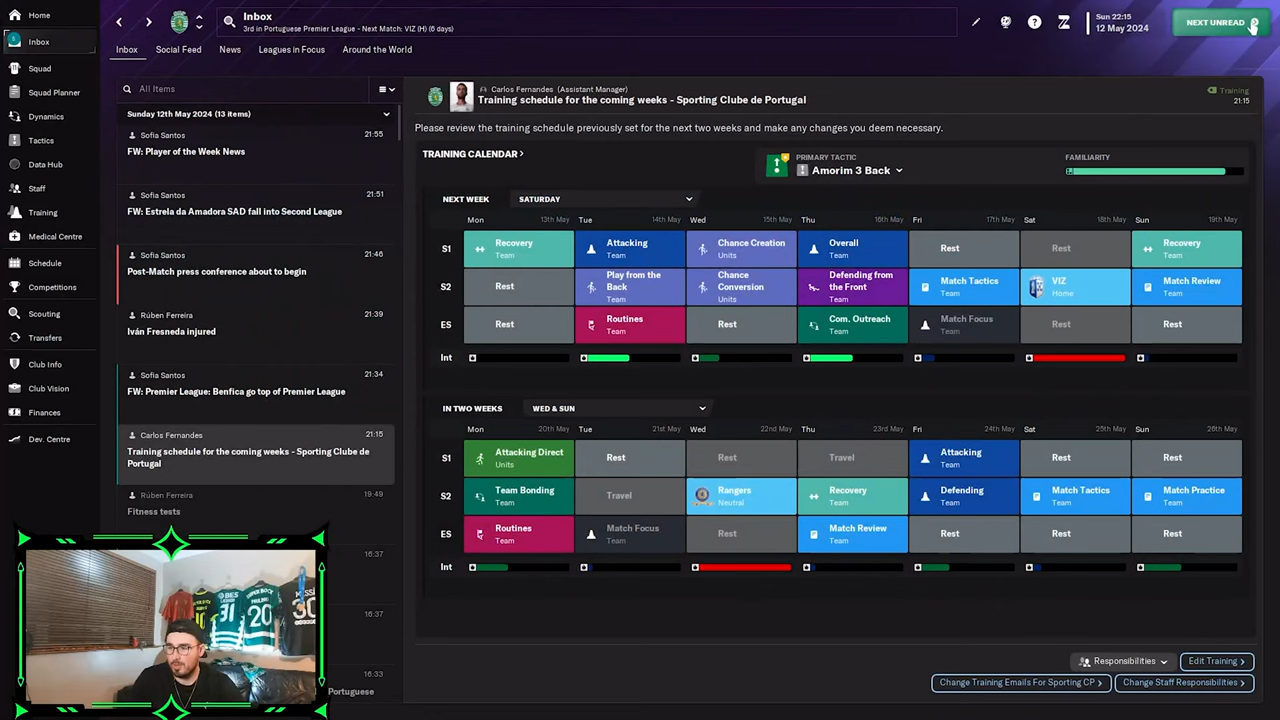 Home
Inbox
Squad
Squad Planner
Dynamics
Tactics
Data Hub
Staff
Training
Medical Centre
Schedule
Competitions
Scouting
Transfers
Club Info
Club Vision
Finances
Dev. Centre
Inbox
3rd in Portuguese Premier League - Next Match: VIZ (H) (6 days)
Sun 22:15
12 May 2024
NEXT UNREAD
Inbox Social Feed News Leagues in Focus Around the World
All Items
Sunday 12th May 2024 (13 items)
Sofia Santos 21:55
FW: Player of the Week News
Sofia Santos 21:51
FW: Estrela da Amadora SAD fall into Second League
Sofia Santos 21:46
Post-Match press conference about to begin
Rúben Ferreira 21:39
Iván Fresneda injured
Sofia Santos 21:34
FW: Premier League: Benfica go top of Premier League
Carlos Fernandes 21:15
Training schedule for the coming weeks - Sporting Clube de
Portugal
Rúben Ferreira 19:49
Fitness tests
16:37
16:37
16:33
Portuguese
Carlos Fernandes (Assistant Manager)
Training schedule for the coming weeks - Sporting Clube de Portugal
Training
21:15
Please review the training schedule previously set for the next two weeks and make any changes you deem necessary.
TRAINING CALENDAR
PRIMARY TACTIC
Amorim 3 Back
FAMILIARITY
NEXT WEEK SATURDAY
Mon 13th May Tue 14th May Wed 15th May Thu 16th May Fri 17th May Sat 18th May Sun 19th May
S1 Recovery Team Attacking Team Chance Creation Units Overall Team Rest Rest Recovery Team
S2 Rest Play from the Back Team Chance Conversion Units Defending from the Front Team Match Tactics Team VIZ Home Match Review Team
ES Rest Routines Team Rest Com. Outreach Team Match Focus Team Rest Rest
Int
IN TWO WEEKS WED & SUN
Mon 20th May Tue 21st May Wed 22nd May Thu 23rd May Fri 24th May Sat 25th May Sun 26th May
S1 Attacking Direct Units Rest Rest Travel Attacking Team Rest Rest
S2 Team Bonding Team Travel Rangers Neutral Recovery Team Defending Team Match Tactics Team Match Practice Team
ES Routines Team Match Focus Team Rest Match Review Team Rest Rest Rest
Int
Responsibilities Edit Training
Change Training Emails For Sporting CP Change Staff Responsibilities
BES
31
20
30